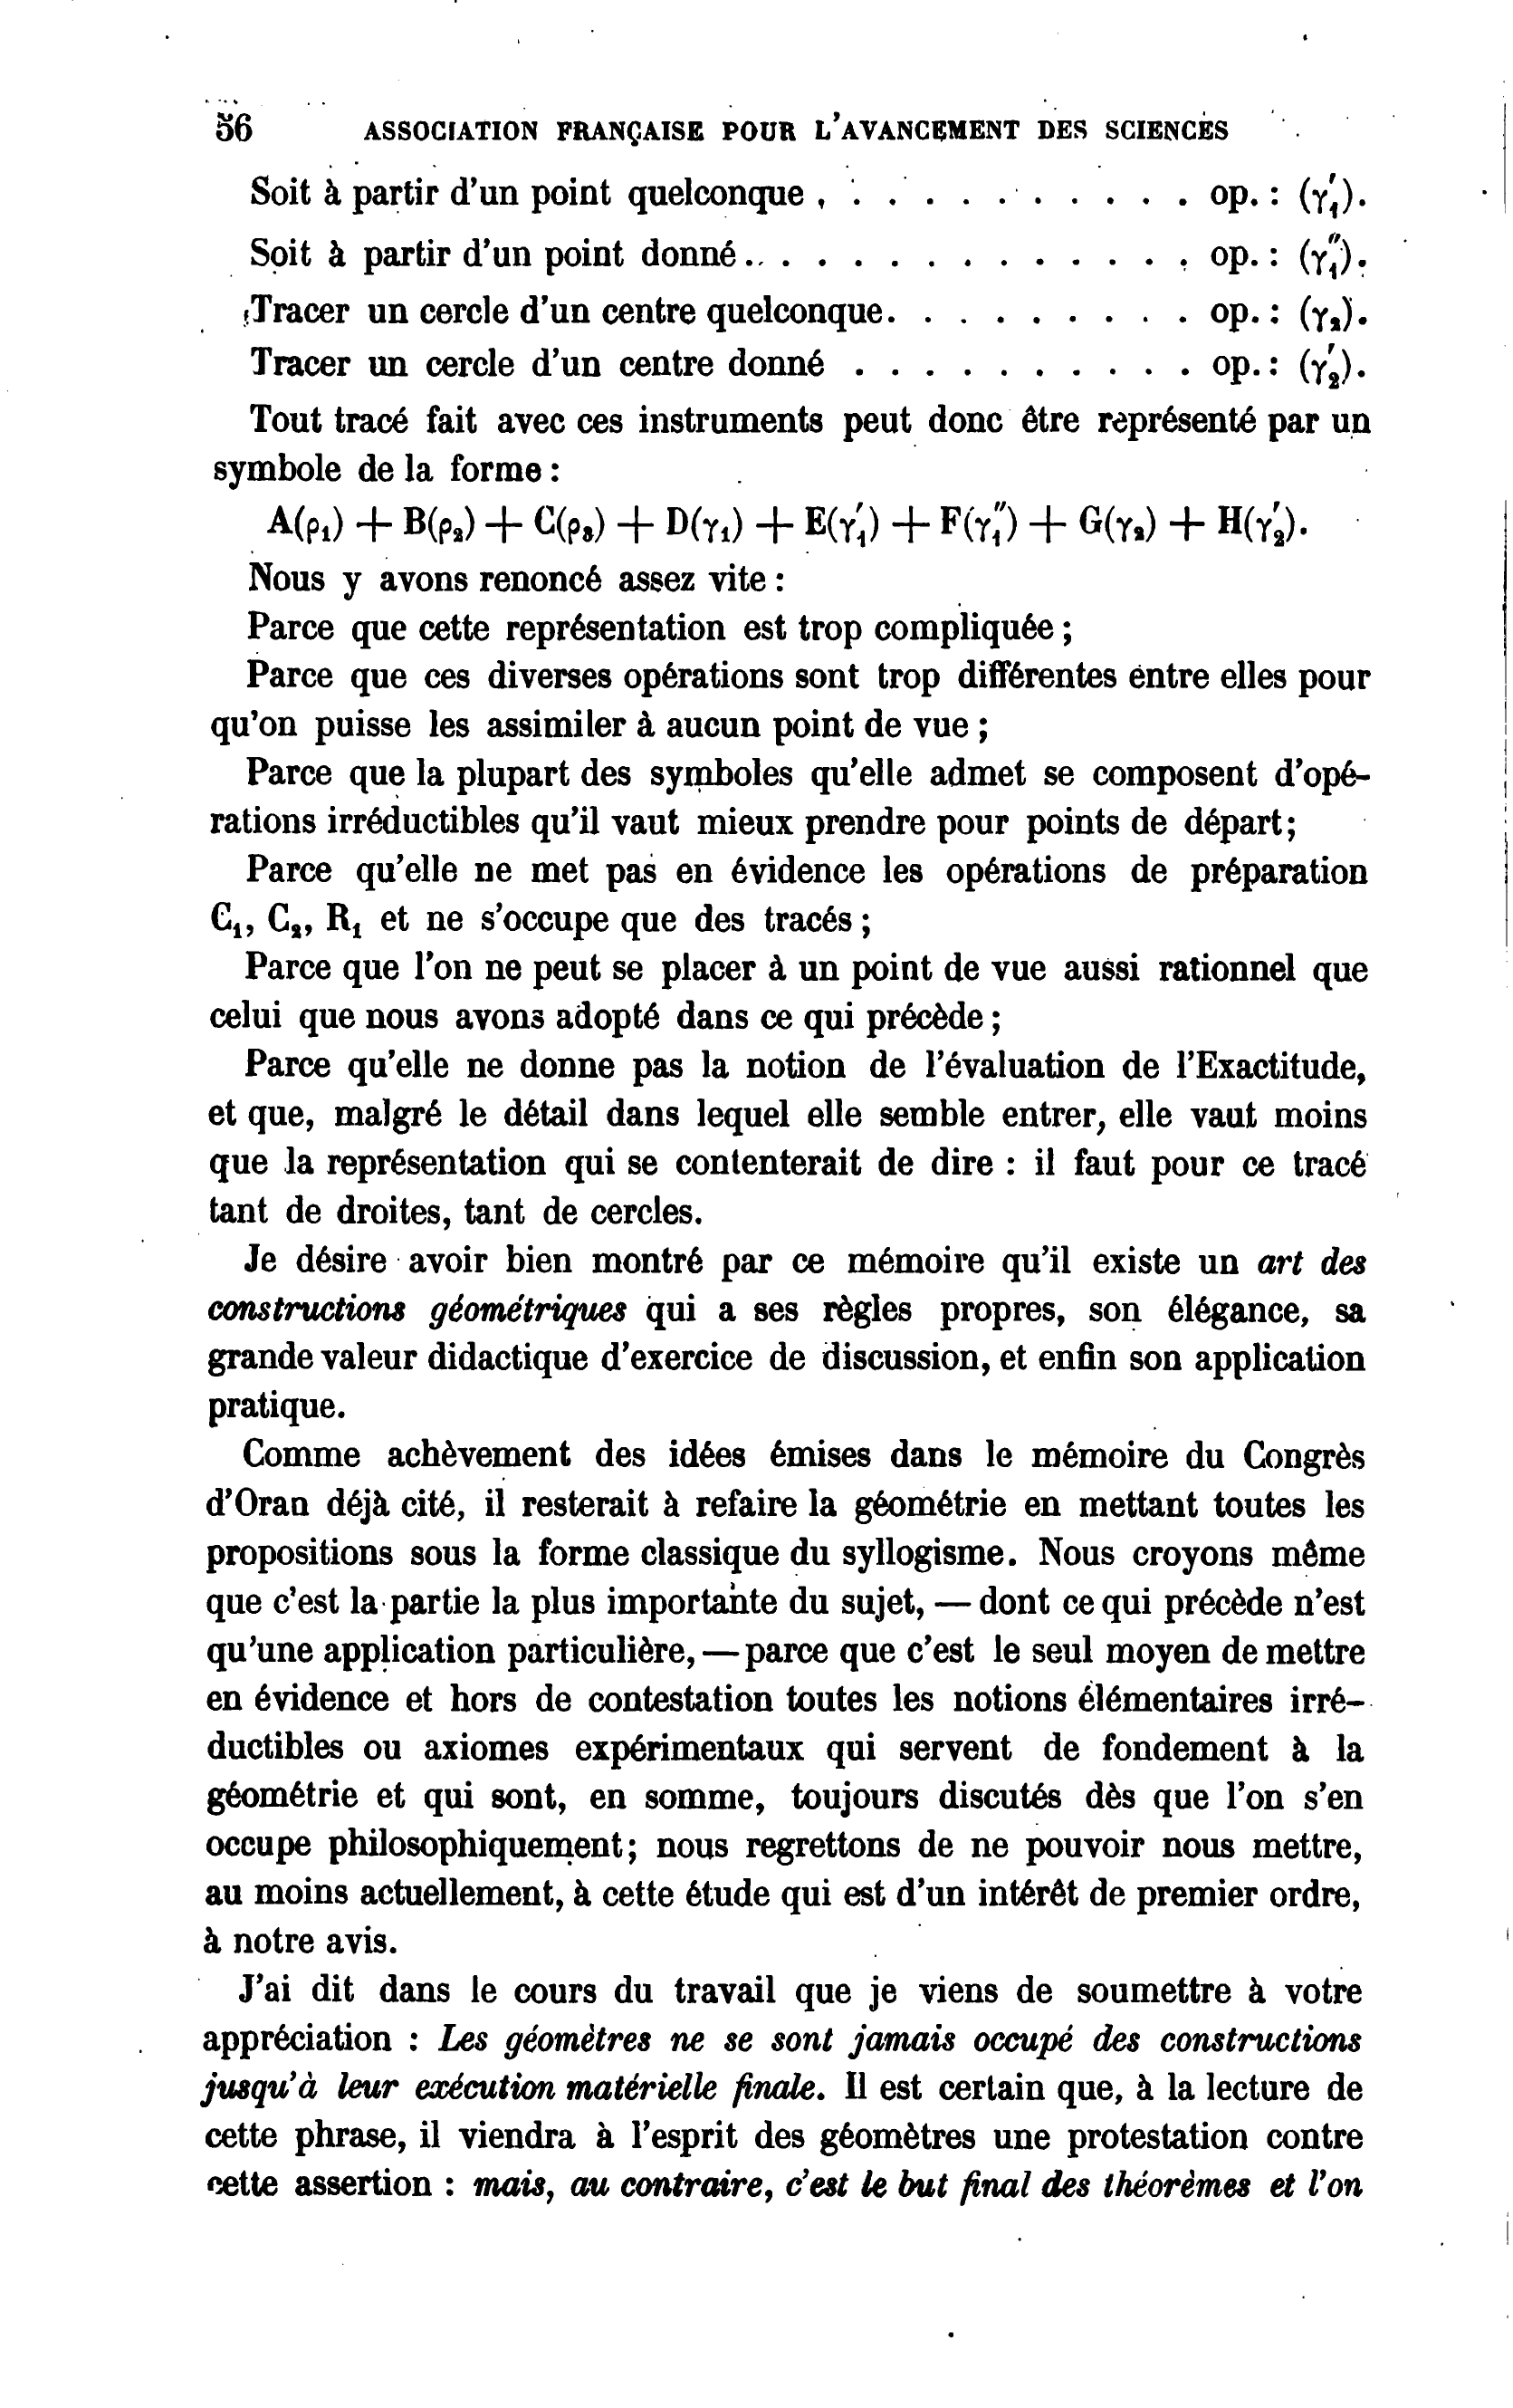 56 ASSOCIATION FRANÇAISE POUR L'AVANCEMENT DES SCIENCES
Soit à partir d'un point quelconque . . . . . . . . . . . op. : (γ₁′).
Soit à partir d'un point donné . . . . . . . . . . . . . . op. : (γ₁″).
Tracer un cercle d'un centre quelconque. . . . . . . . . . op. : (γ₂).
Tracer un cercle d'un centre donné . . . . . . . . . . op. : (γ₂′).
Tout tracé fait avec ces instruments peut donc être représenté par un
symbole de la forme :
A(ρ₁) + B(ρ₂) + C(ρ₃) + D(γ₁) + E(γ₁′) + F(γ₁″) + G(γ₂) + H(γ₂′).
Nous y avons renoncé assez vite :
Parce que cette représentation est trop compliquée ;
Parce que ces diverses opérations sont trop différentes entre elles pour
qu'on puisse les assimiler à aucun point de vue ;
Parce que la plupart des symboles qu'elle admet se composent d'opé-
rations irréductibles qu'il vaut mieux prendre pour points de départ ;
Parce qu'elle ne met pas en évidence les opérations de préparation
C₁, C₂, R₁ et ne s'occupe que des tracés ;
Parce que l'on ne peut se placer à un point de vue aussi rationnel que
celui que nous avons adopté dans ce qui précède ;
Parce qu'elle ne donne pas la notion de l'évaluation de l'Exactitude,
et que, malgré le détail dans lequel elle semble entrer, elle vaut moins
que la représentation qui se contenterait de dire : il faut pour ce tracé
tant de droites, tant de cercles.
Je désire avoir bien montré par ce mémoire qu'il existe un art des
constructions géométriques qui a ses règles propres, son élégance, sa
grande valeur didactique d'exercice de discussion, et enfin son application
pratique.
Comme achèvement des idées émises dans le mémoire du Congrès
d'Oran déjà cité, il resterait à refaire la géométrie en mettant toutes les
propositions sous la forme classique du syllogisme. Nous croyons même
que c'est la partie la plus importante du sujet, — dont ce qui précède n'est
qu'une application particulière, — parce que c'est le seul moyen de mettre
en évidence et hors de contestation toutes les notions élémentaires irré-
ductibles ou axiomes expérimentaux qui servent de fondement à la
géométrie et qui sont, en somme, toujours discutés dès que l'on s'en
occupe philosophiquement ; nous regrettons de ne pouvoir nous mettre,
au moins actuellement, à cette étude qui est d'un intérêt de premier ordre,
à notre avis.
J'ai dit dans le cours du travail que je viens de soumettre à votre
appréciation : Les géomètres ne se sont jamais occupé des constructions
jusqu'à leur exécution matérielle finale. Il est certain que, à la lecture de
cette phrase, il viendra à l'esprit des géomètres une protestation contre
cette assertion : mais, au contraire, c'est le but final des théorèmes et l'on